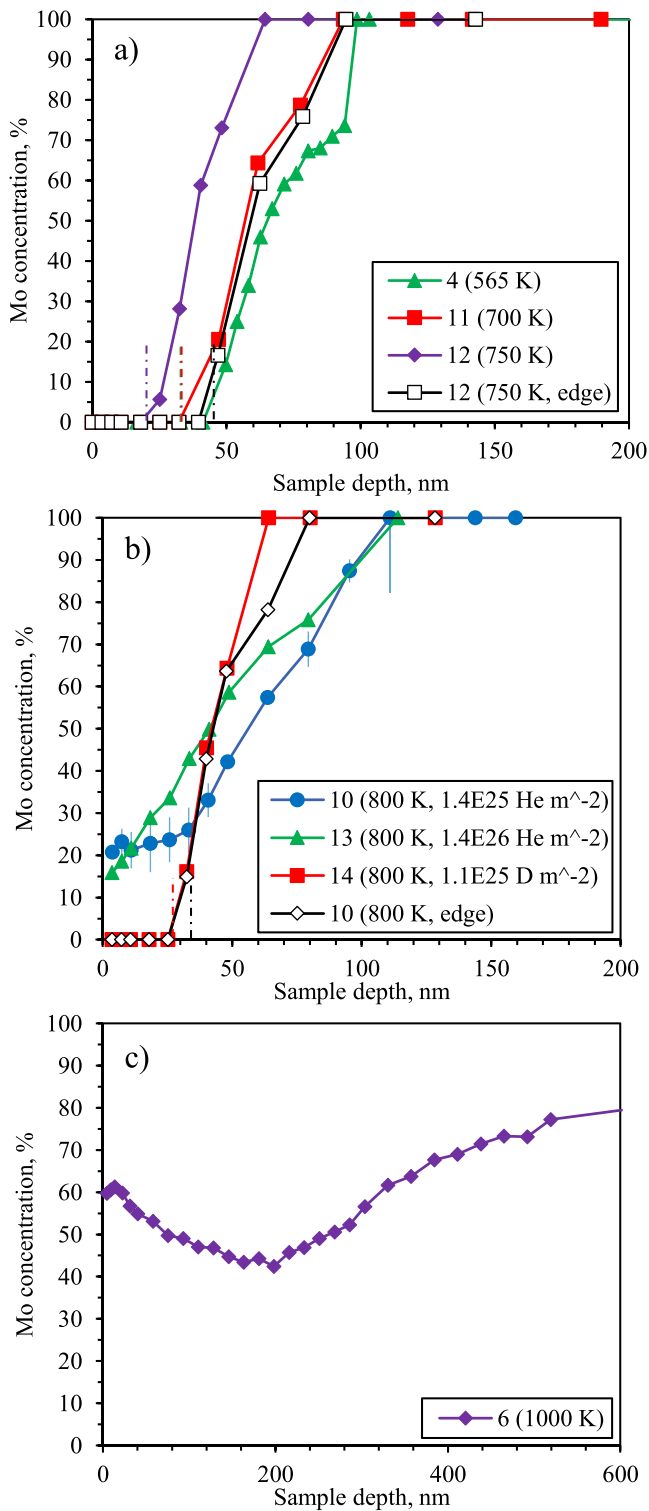 a)
Mo concentration, %
100
90
80
70
60
50
40
30
20
10
0
4 (565 K)
11 (700 K)
12 (750 K)
12 (750 K, edge)
0 50 100 150 200
Sample depth, nm
b)
Mo concentration, %
100
90
80
70
60
50
40
30
20
10
0
10 (800 K, 1.4E25 He m^-2)
13 (800 K, 1.4E26 He m^-2)
14 (800 K, 1.1E25 D m^-2)
10 (800 K, edge)
0 50 100 150 200
Sample depth, nm
c)
Mo concentration, %
100
90
80
70
60
50
40
30
20
10
0
6 (1000 K)
0 200 400 600
Sample depth, nm